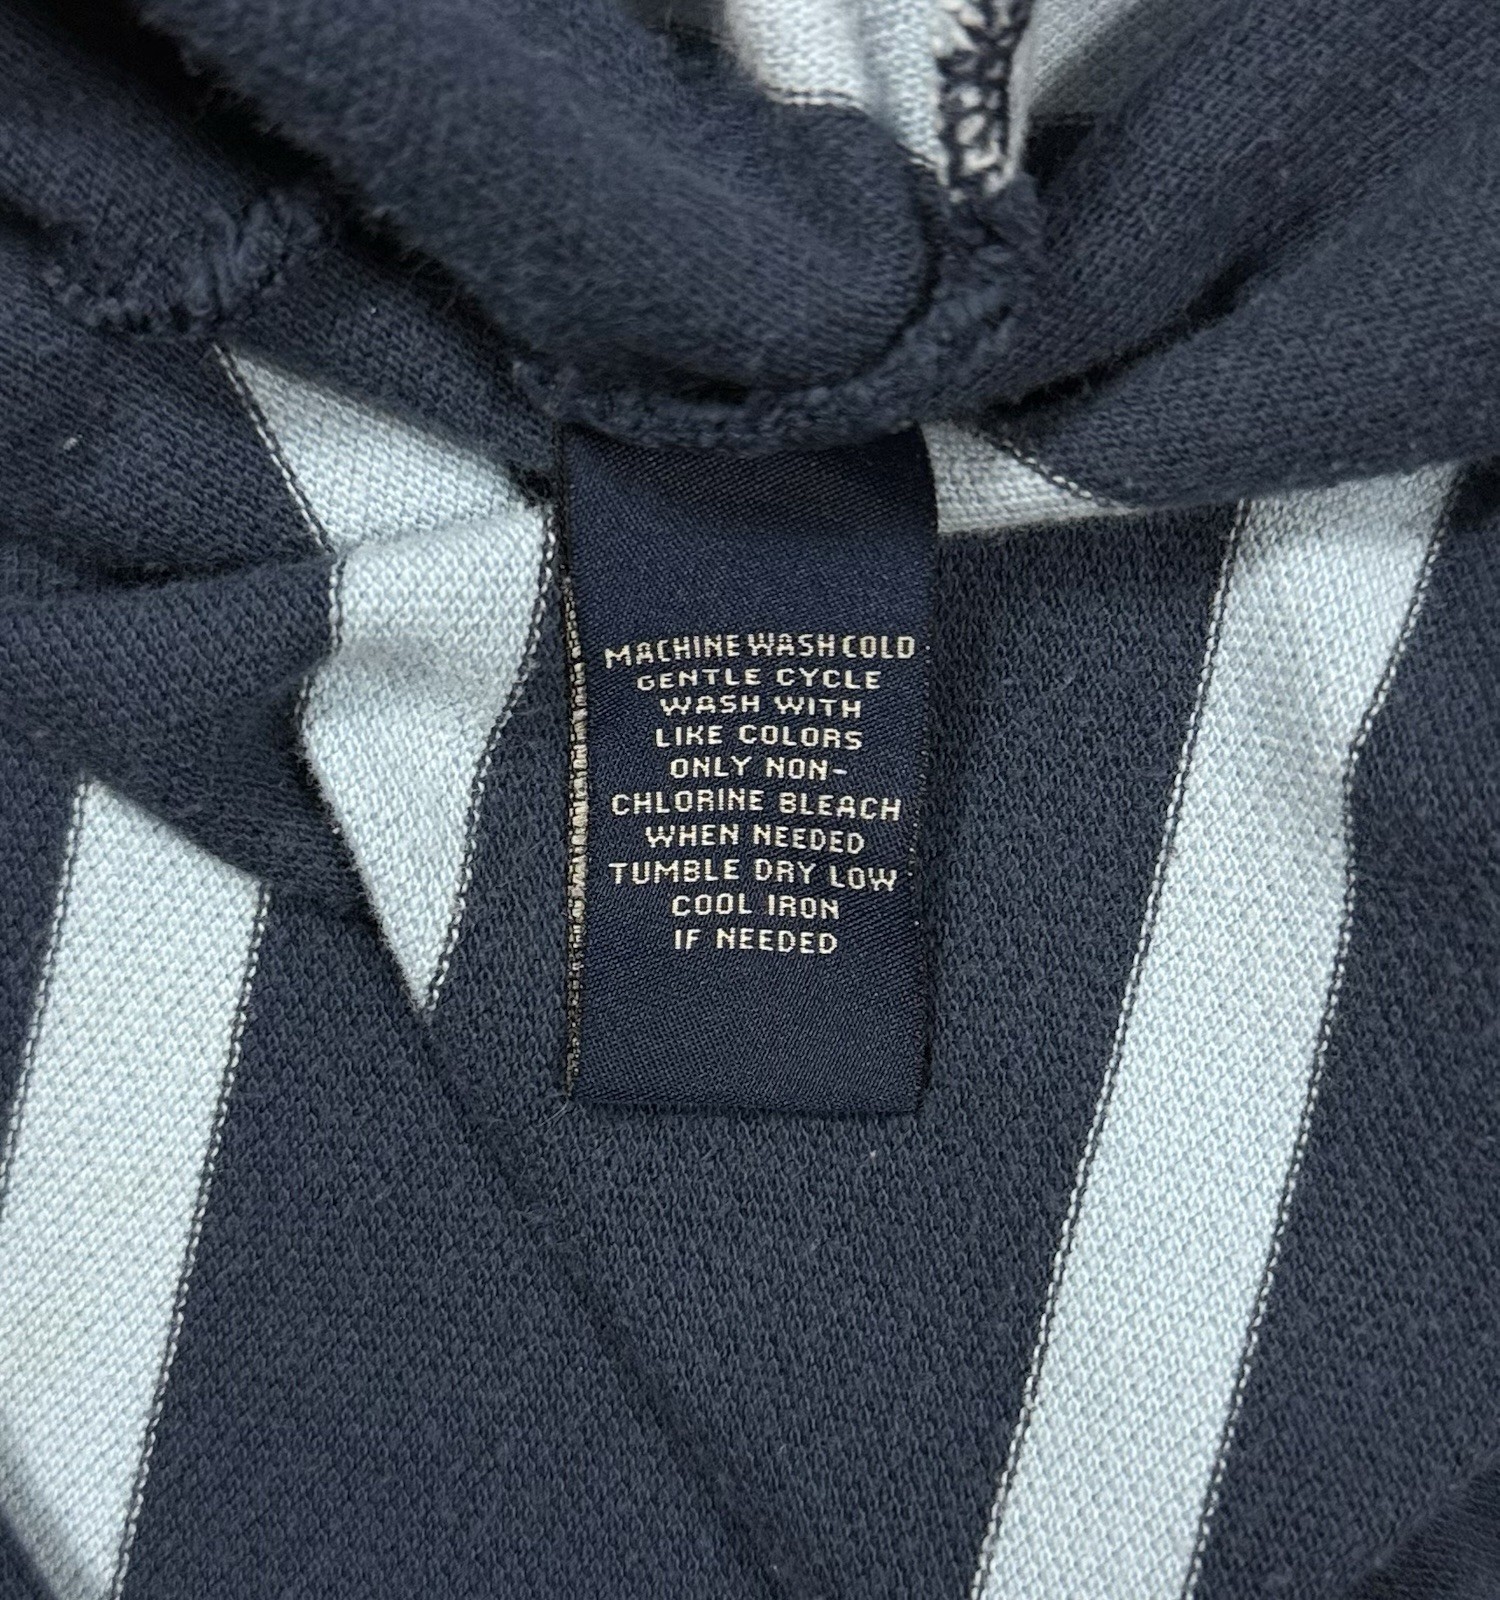 MACHINE WASH COLD
GENTLE CYCLE
WASH WITH
LIKE COLORS
ONLY NON-
CHLORINE BLEACH
WHEN NEEDED
TUMBLE DRY LOW
COOL IRON
IF NEEDED